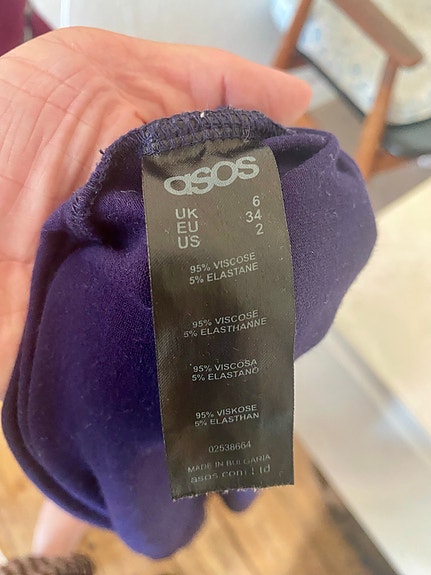 asos
UK 6
EU 34
US 2
95% VISCOSE
5% ELASTANE
95% VISCOSE
5% ELASTHANNE
95% VISCOSA
5% ELASTANO
95% VISKOSE
5% ELASTHAN
02538664
MADE IN BULGARIA
asos.com Ltd